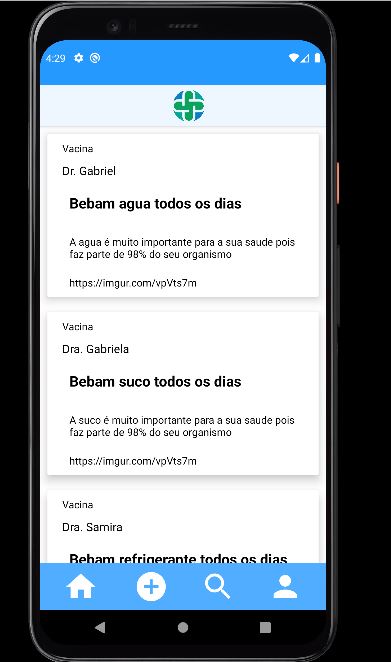 4:29
Vacina
Dr. Gabriel
Bebam agua todos os dias
A agua é muito importante para a sua saude pois
faz parte de 98% do seu organismo
https://imgur.com/vpVts7m
Vacina
Dra. Gabriela
Bebam suco todos os dias
A suco é muito importante para a sua saude pois
faz parte de 98% do seu organismo
https://imgur.com/vpVts7m
Vacina
Dra. Samira
Bebam refrigerante todos os dias